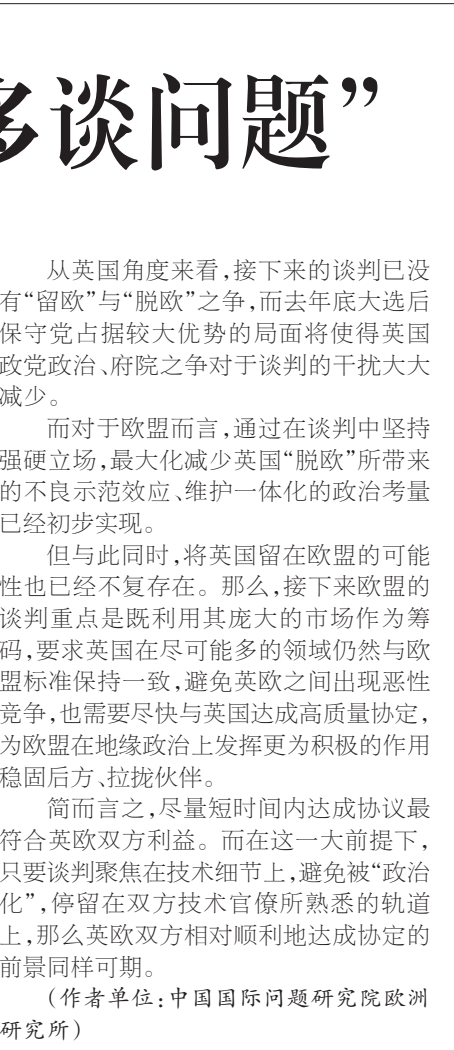 多谈问题”
从英国角度来看,接下来的谈判已没
有“留欧”与“脱欧”之争,而去年底大选后
保守党占据较大优势的局面将使得英国
政党政治、府院之争对于谈判的干扰大大
减少。
而对于欧盟而言,通过在谈判中坚持
强硬立场,最大化减少英国“脱欧”所带来
的不良示范效应、维护一体化的政治考量
已经初步实现。
但与此同时,将英国留在欧盟的可能
性也已经不复存在。那么,接下来欧盟的
谈判重点是既利用其庞大的市场作为筹
码,要求英国在尽可能多的领域仍然与欧
盟标准保持一致,避免英欧之间出现恶性
竞争,也需要尽快与英国达成高质量协定,
为欧盟在地缘政治上发挥更为积极的作用
稳固后方、拉拢伙伴。
简而言之,尽量短时间内达成协议最
符合英欧双方利益。而在这一大前提下,
只要谈判聚焦在技术细节上,避免被“政治
化”,停留在双方技术官僚所熟悉的轨道
上,那么英欧双方相对顺利地达成协定的
前景同样可期。
(作者单位:中国国际问题研究院欧洲
研究所)